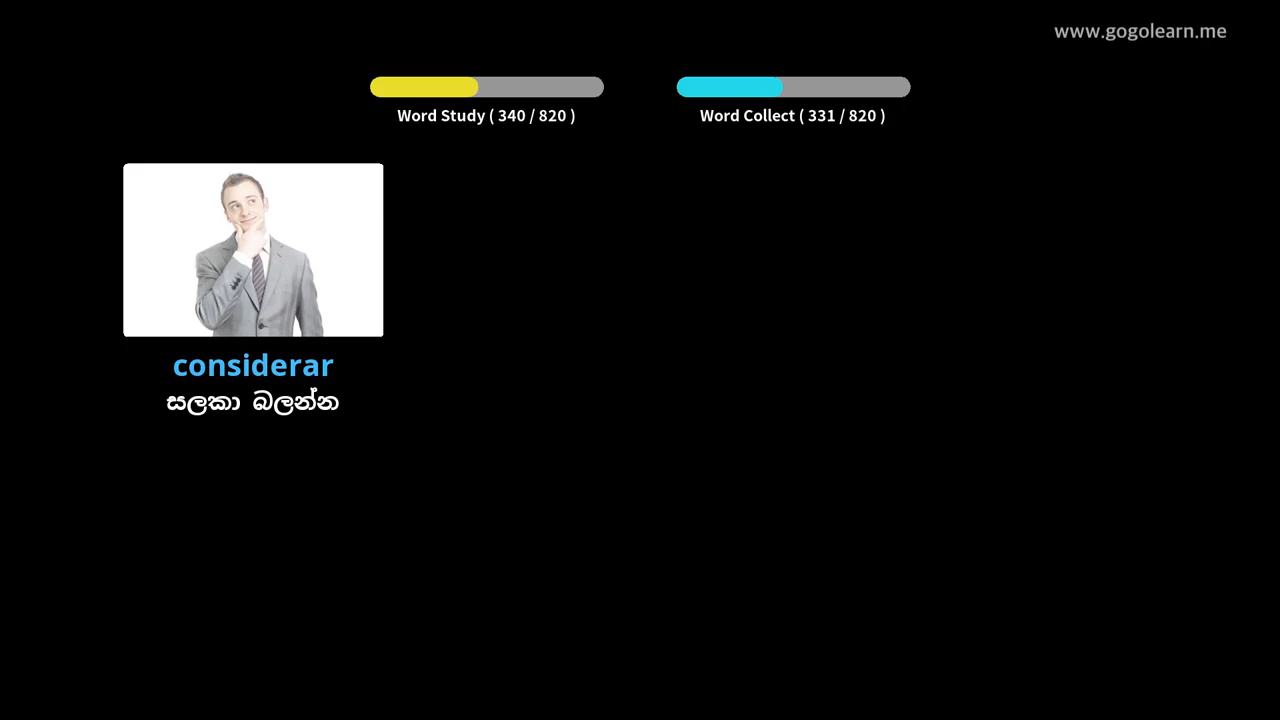 www.gogolearn.me
Word Study ( 340 / 820 )
Word Collect ( 331 / 820 )
considerar
සලකා බලන්න